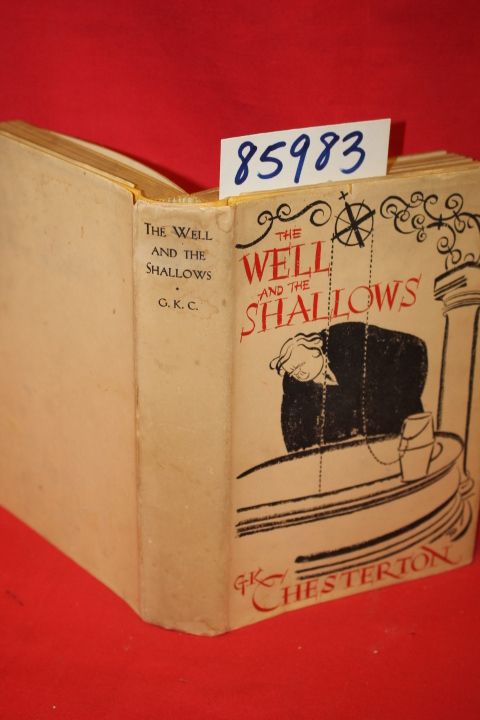 85983
THE WELL
AND THE
SHALLOWS
G. K. C.
THE
WELL
AND THE
SHALLOWS
G·K·
CHESTERTON